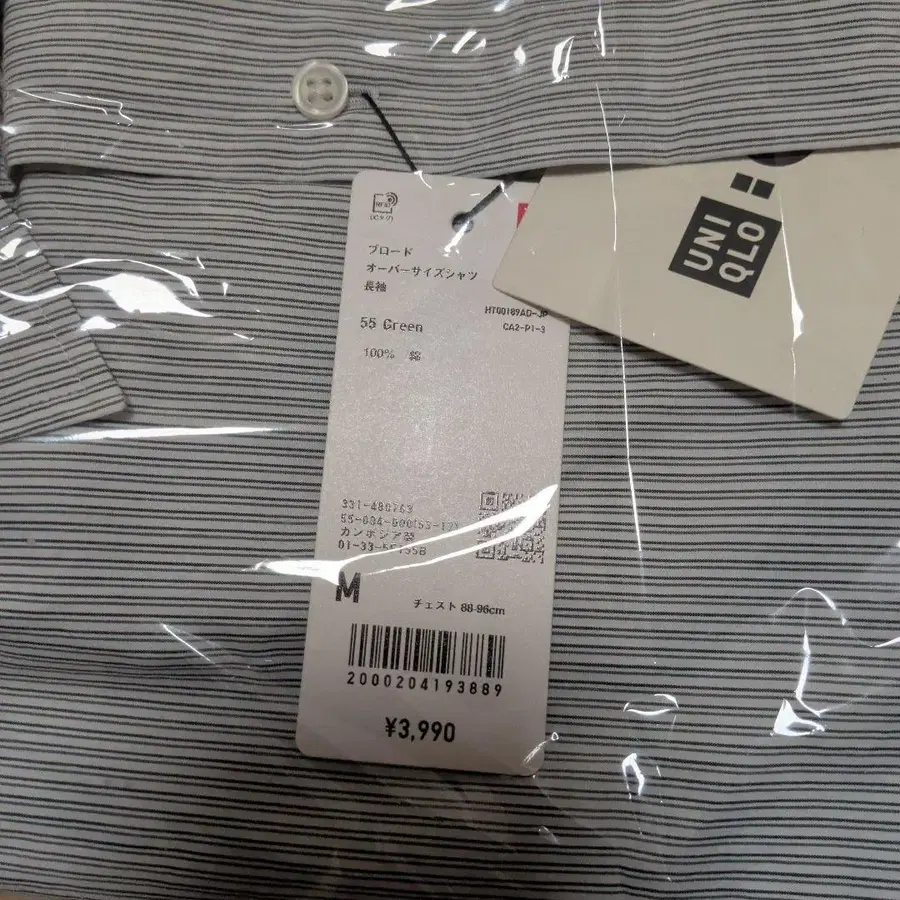 RFID
ブロード
オーバーサイズシャツ
長袖
HT00189AD-JP
55 Green
CA2-P1-3
100% 綿
カンボジア製
M
チェスト 88-96cm
2000204193889
¥3,990
UNI
QLO